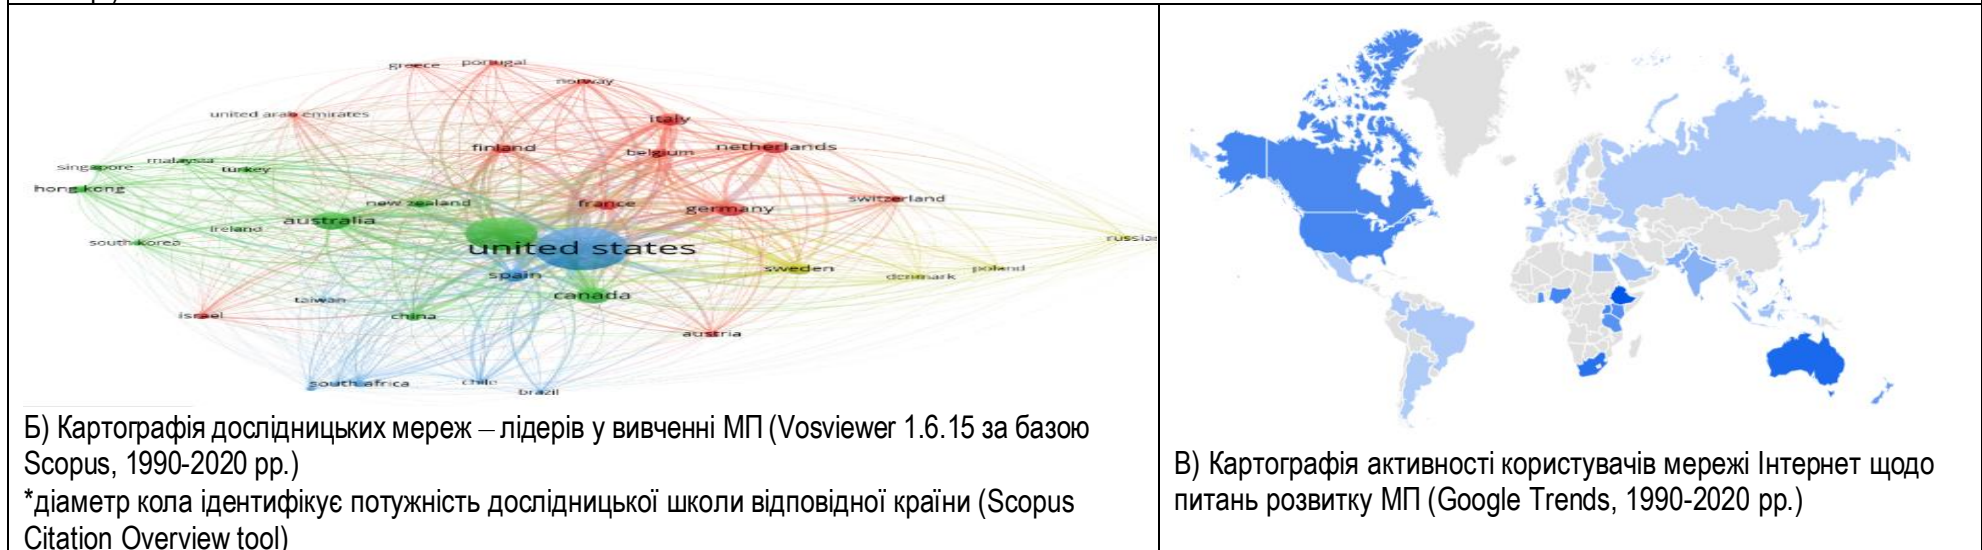 greece portugal
norway
united arab emirates
italy
finland belgium netherlands
singapore malaysia turkey
hong kong
new zealand france germany switzerland
australia
ireland
south korea
united states
russian
spain sweden denmark poland
canada
taiwan
israel china
austria
south africa chile
brazil
Б) Картографія дослідницьких мереж – лідерів у вивченні МП (Vosviewer 1.6.15 за базою
Scopus, 1990-2020 рр.)
*діаметр кола ідентифікує потужність дослідницької школи відповідної країни (Scopus
Citation Overview tool)
В) Картографія активності користувачів мережі Інтернет щодо
питань розвитку МП (Google Trends, 1990-2020 рр.)